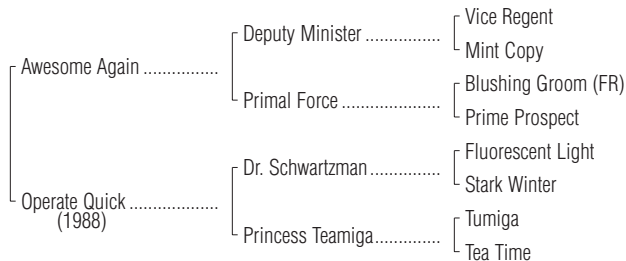 Vice Regent
Deputy Minister ................
Mint Copy
Awesome Again ................
Blushing Groom (FR)
Primal Force .....................
Prime Prospect
Fluorescent Light
Dr. Schwartzman...............
Stark Winter
Operate Quick ...................
(1988)
Tumiga
Princess Teamiga..............
Tea Time